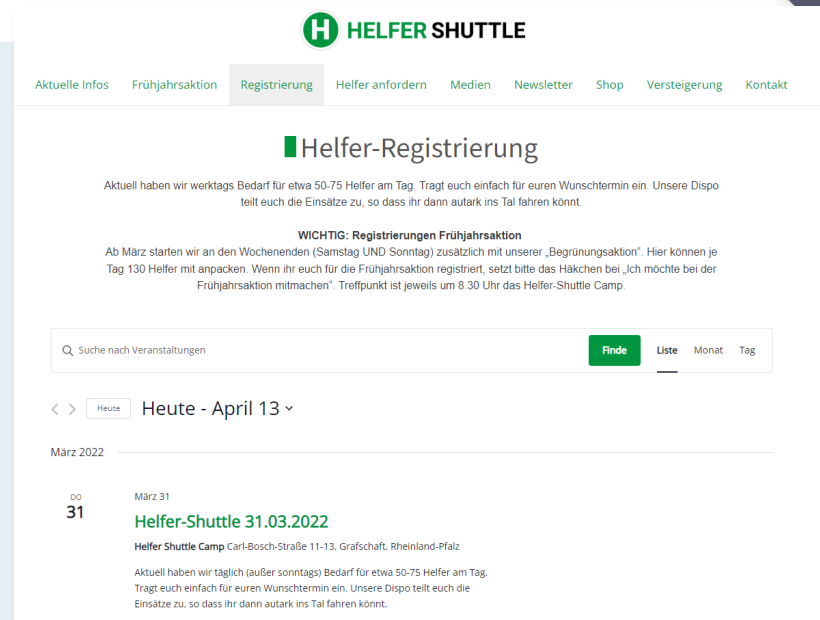 H HELFER SHUTTLE
Aktuelle Infos Frühjahrsaktion Registrierung Helfer anfordern Medien Newsletter Shop Versteigerung Kontakt
Helfer-Registrierung
Aktuell haben wir werktags Bedarf für etwa 50-75 Helfer am Tag. Tragt euch einfach für euren Wunschtermin ein. Unsere Dispo
teilt euch die Einsätze zu, so dass ihr dann autark ins Tal fahren könnt.
WICHTIG: Registrierungen Frühjahrsaktion
Ab März starten wir an den Wochenenden (Samstag UND Sonntag) zusätzlich mit unserer „Begrünungsaktion". Hier können je
Tag 130 Helfer mit anpacken. Wenn ihr euch für die Frühjahrsaktion registriert, setzt bitte das Häkchen bei „Ich möchte bei der
Frühjahrsaktion mitmachen". Treffpunkt ist jeweils um 8.30 Uhr das Helfer-Shuttle Camp.
Suche nach Veranstaltungen Finde Liste Monat Tag
Heute Heute - April 13
März 2022
DO
31
März 31
Helfer-Shuttle 31.03.2022
Helfer Shuttle Camp Carl-Bosch-Straße 11-13, Grafschaft, Rheinland-Pfalz
Aktuell haben wir täglich (außer sonntags) Bedarf für etwa 50-75 Helfer am Tag.
Tragt euch einfach für euren Wunschtermin ein. Unsere Dispo teilt euch die
Einsätze zu, so dass ihr dann autark ins Tal fahren könnt.